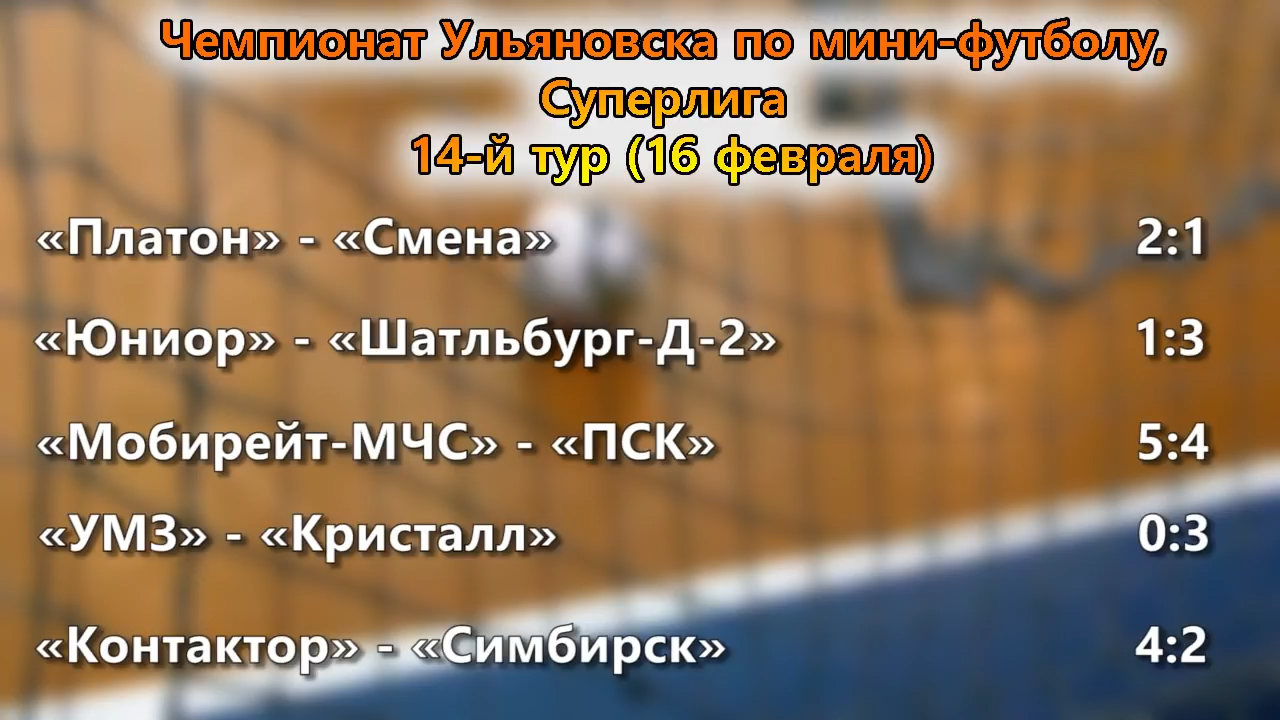 Чемпионат Ульяновска по мини-футболу,
Суперлига
14-й тур (16 февраля)
«Платон» - «Смена» 2:1
«Юниор» - «Шатльбург-Д-2» 1:3
«Мобирейт-МЧС» - «ПСК» 5:4
«УМЗ» - «Кристалл» 0:3
«Контактор» - «Симбирск» 4:2